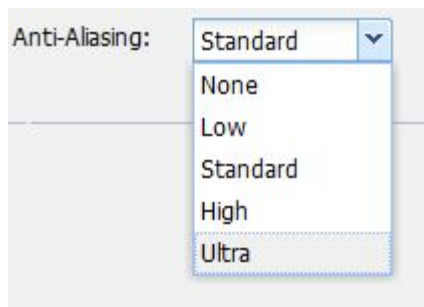 Anti-Aliasing: Standard
None
Low
Standard
High
Ultra